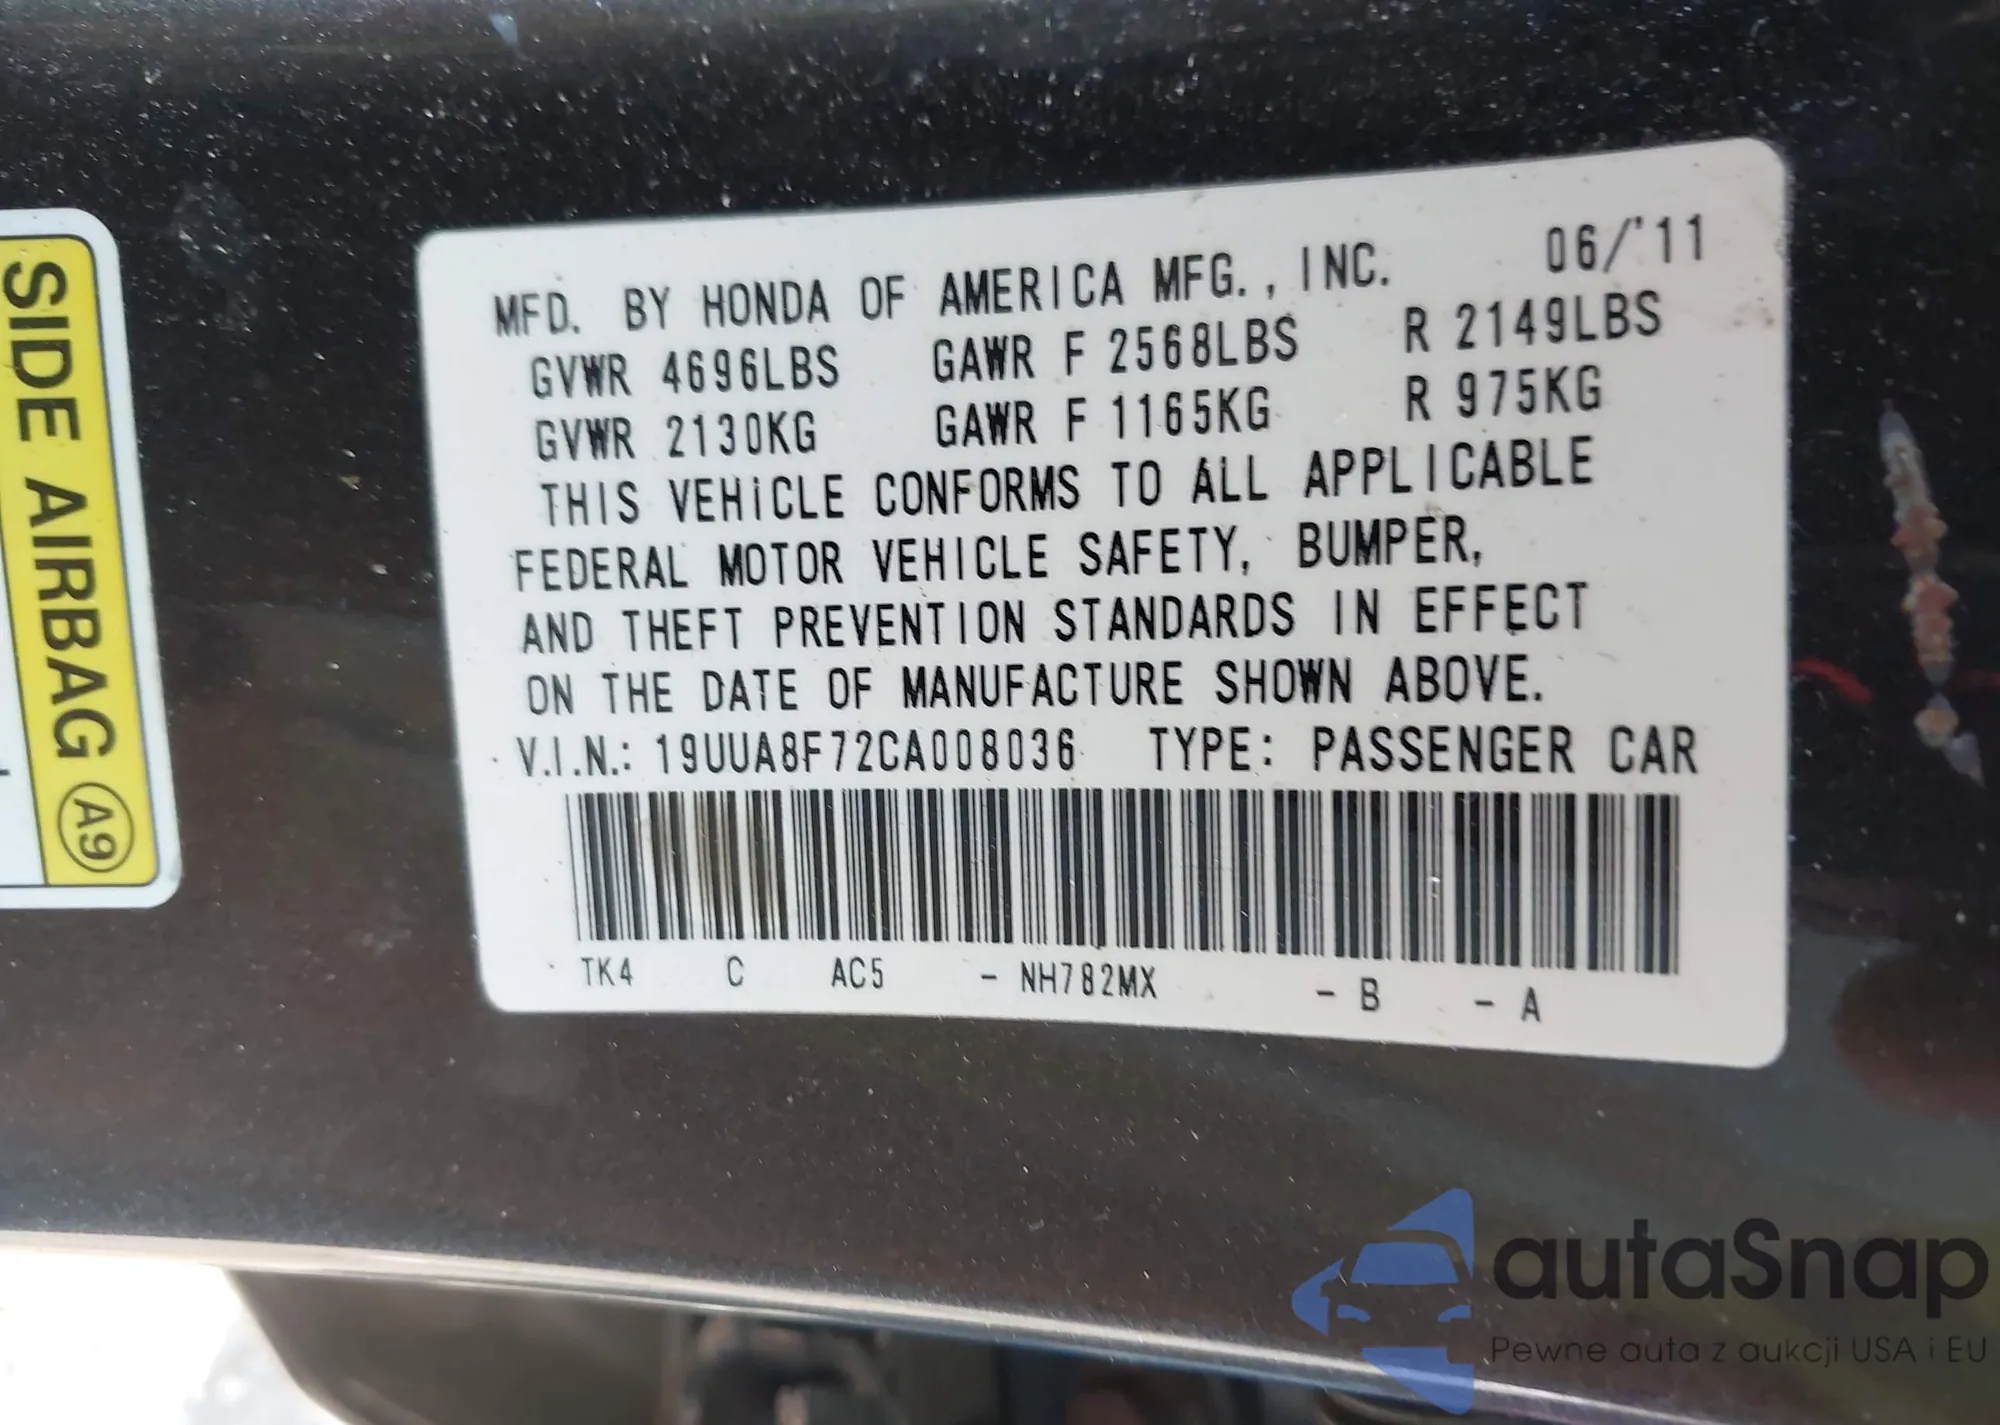 SIDE AIRBAG A9
MFD. BY HONDA OF AMERICA MFG., INC. 06/'11
GVWR 4696LBS GAWR F 2568LBS R 2149LBS
GVWR 2130KG GAWR F 1165KG R 975KG
THIS VEHICLE CONFORMS TO ALL APPLICABLE
FEDERAL MOTOR VEHICLE SAFETY, BUMPER,
AND THEFT PREVENTION STANDARDS IN EFFECT
ON THE DATE OF MANUFACTURE SHOWN ABOVE.
V.I.N.: 19UUA8F72CA008036 TYPE: PASSENGER CAR
TK4 C AC5 - NH782MX - B - A
autaSnap
Pewne auta z aukcji USA i EU